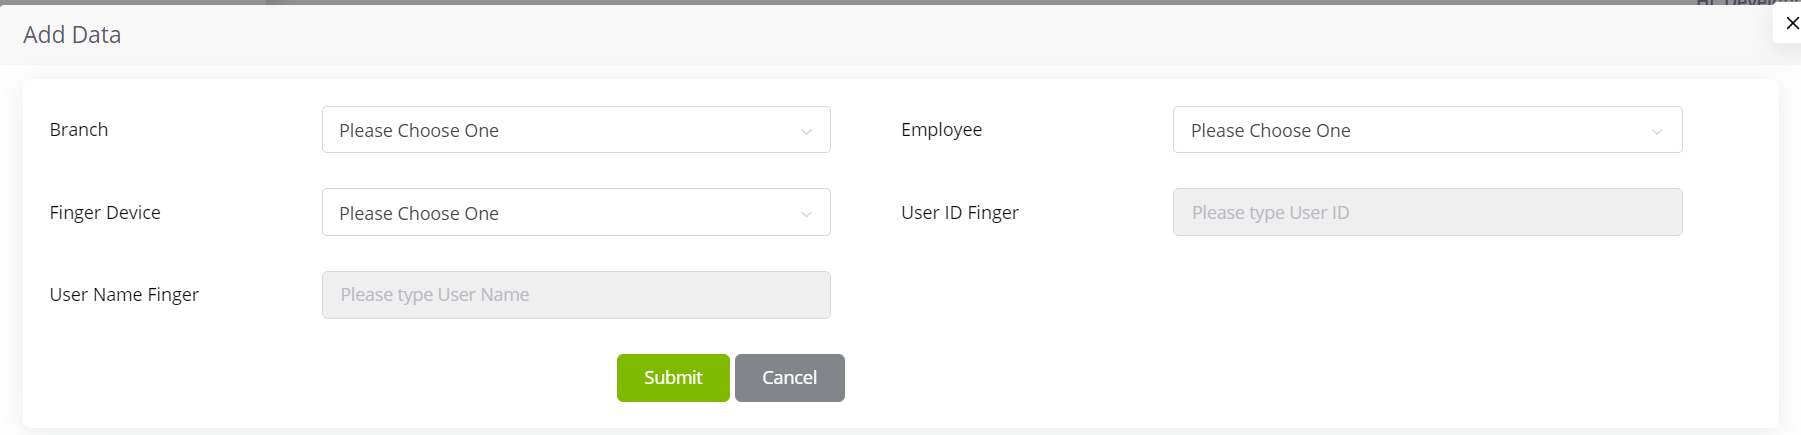 Add Data
Branch
Please Choose One
Employee
Please Choose One
Finger Device
Please Choose One
User ID Finger
Please type User ID
User Name Finger
Please type User Name
Submit
Cancel